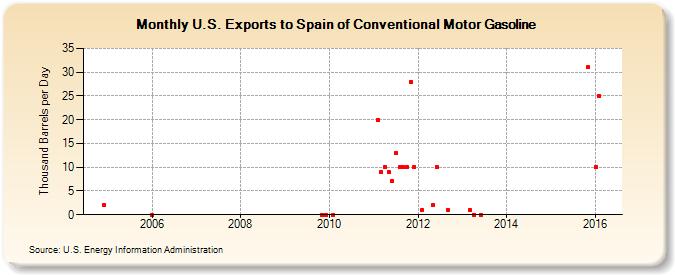 Monthly U.S. Exports to Spain of Conventional Motor Gasoline
Thousand Barrels per Day
35
30
25
20
15
10
5
0
2006 2008 2010 2012 2014 2016
Source: U.S. Energy Information Administration